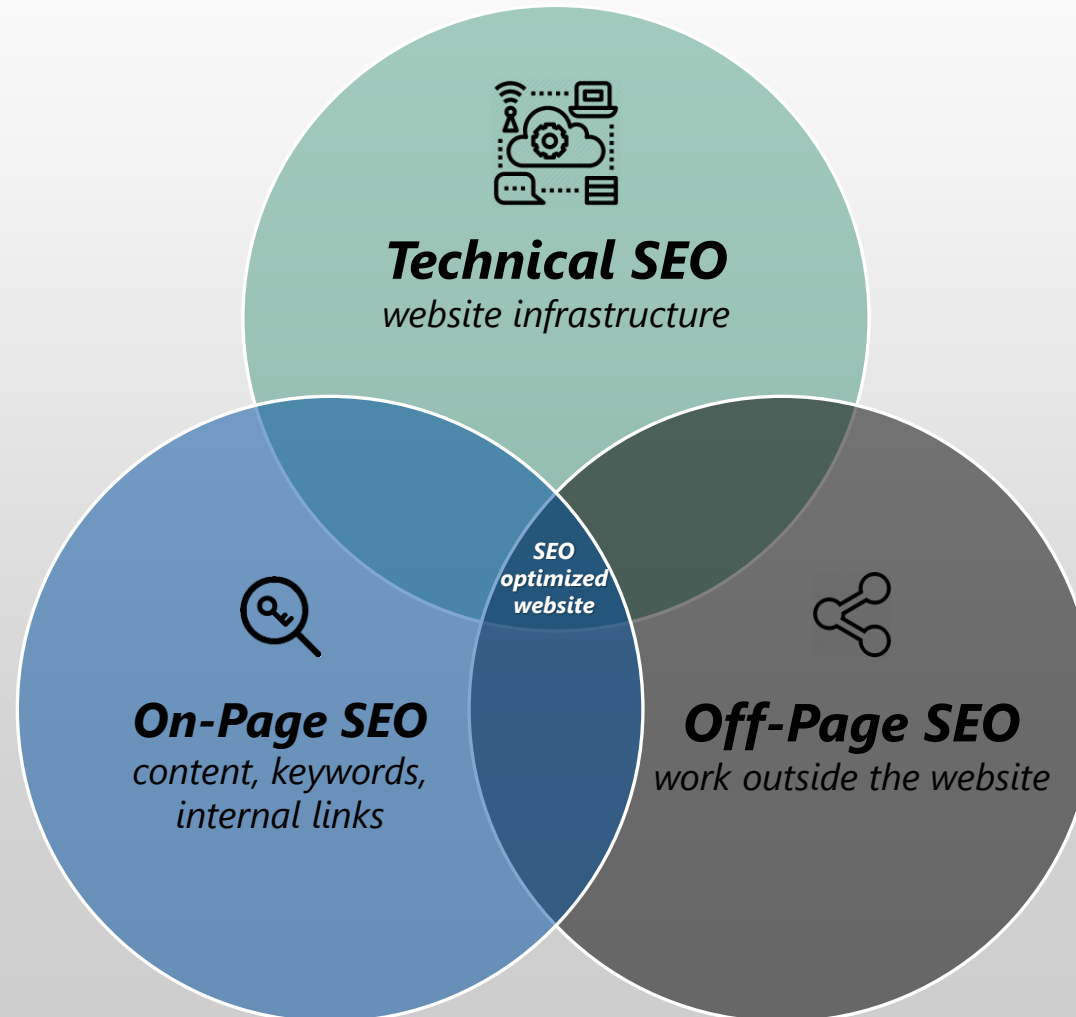 Technical SEO
website infrastructure
SEO
optimized
website
On-Page SEO
content, keywords,
internal links
Off-Page SEO
work outside the website